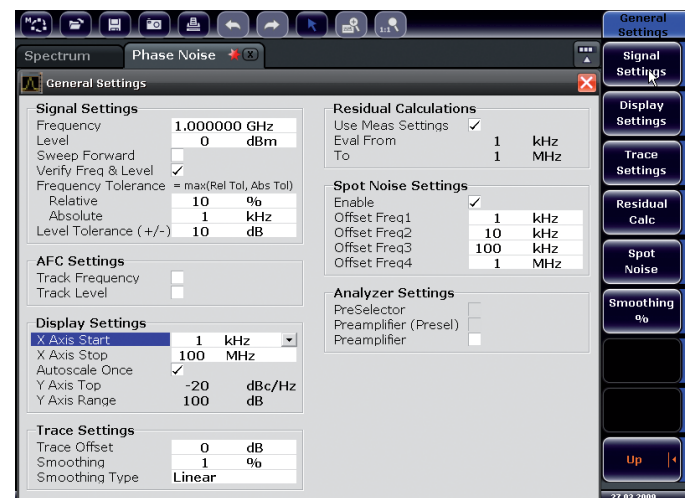 General Settings
Spectrum
Phase Noise
General Settings
Signal Settings
Frequency 1.000000 GHz
Level 0 dBm
Sweep Forward
Verify Freq & Level
Frequency Tolerance = max(Rel Tol, Abs Tol)
Relative 10 %
Absolute 1 kHz
Level Tolerance (+/-) 10 dB
AFC Settings
Track Frequency
Track Level
Display Settings
X Axis Start 1 kHz
X Axis Stop 100 MHz
Autoscale Once
Y Axis Top -20 dBc/Hz
Y Axis Range 100 dB
Trace Settings
Trace Offset 0 dB
Smoothing 1 %
Smoothing Type Linear
Residual Calculations
Use Meas Settings
Eval From 1 kHz
To 1 MHz
Spot Noise Settings
Enable
Offset Freq1 1 kHz
Offset Freq2 10 kHz
Offset Freq3 100 kHz
Offset Freq4 1 MHz
Analyzer Settings
PreSelector
Preamplifier (Presel)
Preamplifier
Signal
Settings
Display
Settings
Trace
Settings
Residual
Calc
Spot
Noise
Smoothing
%
Up
27.03.2009